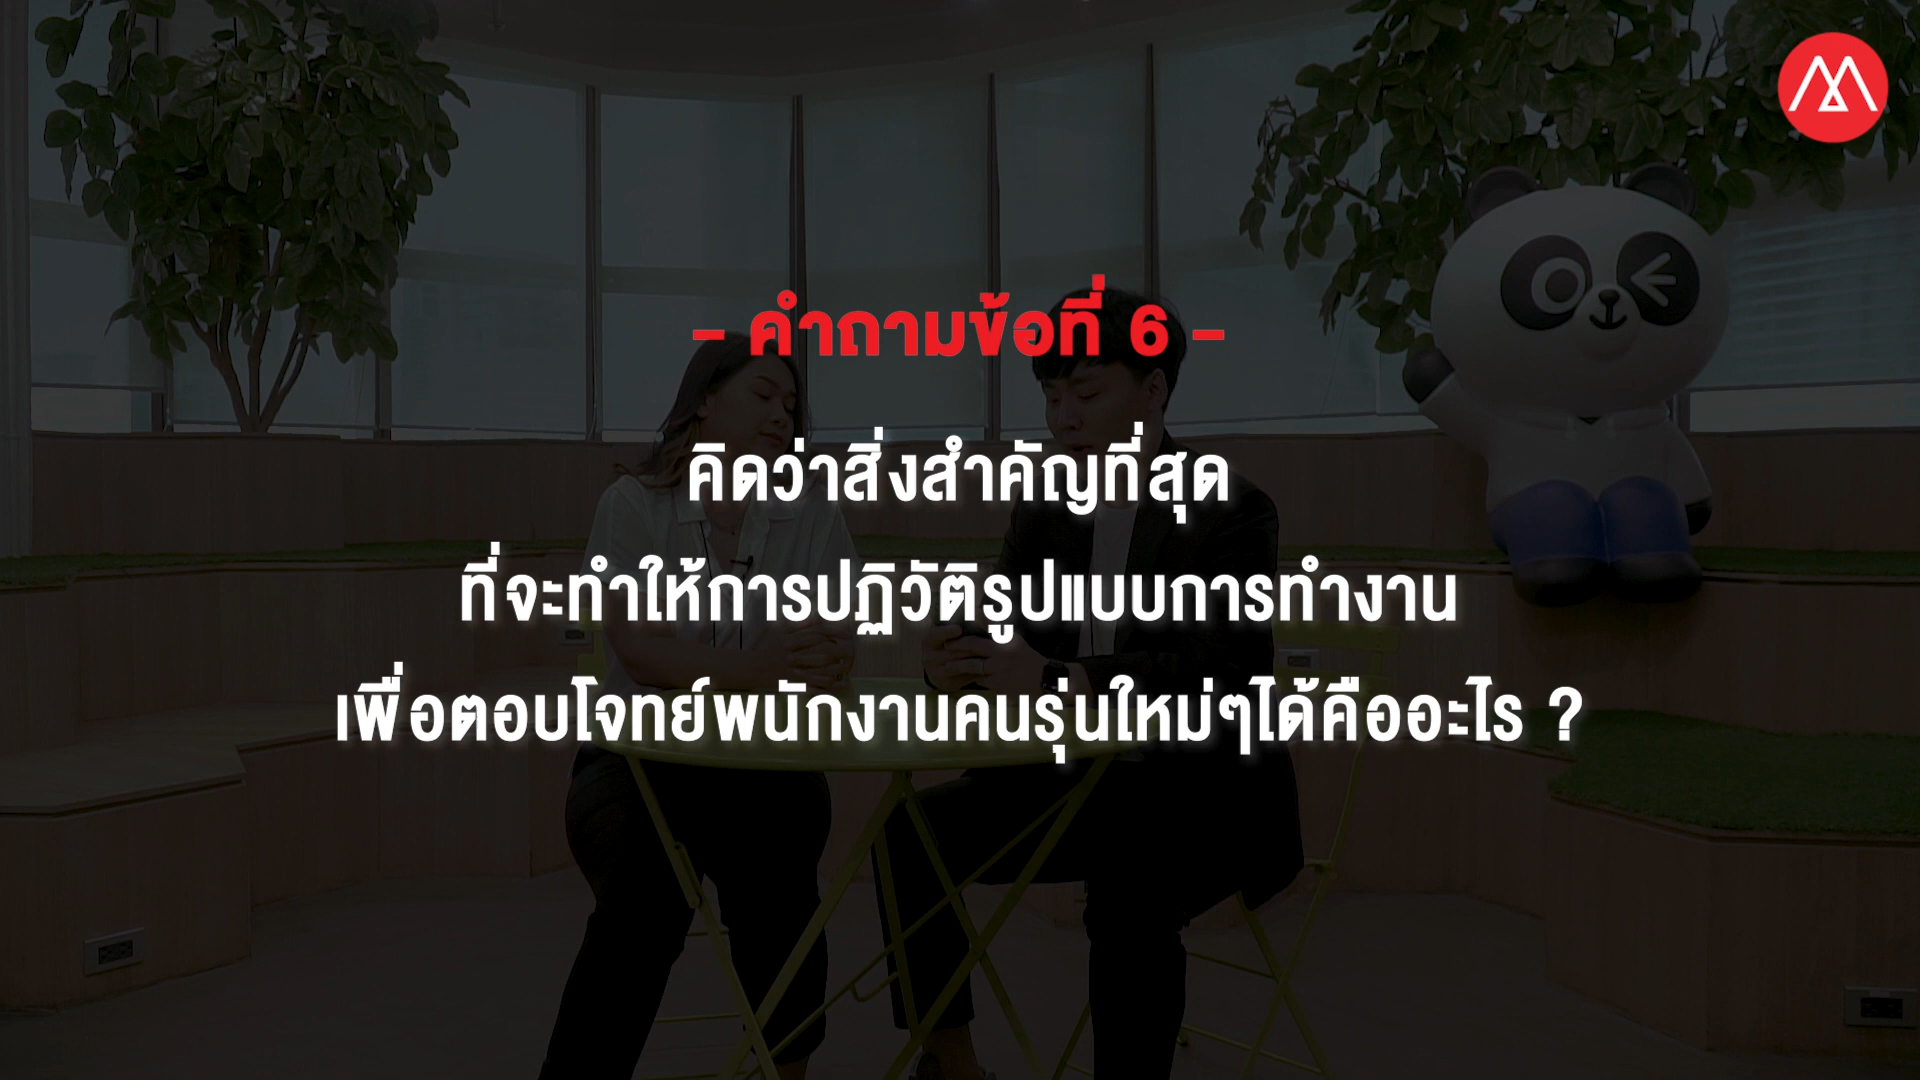 – คำถามข้อที่ 6 –
คิดว่าสิ่งสำคัญที่สุด
ที่จะทำให้การปฏิวัติรูปแบบการทำงาน
เพื่อตอบโจทย์พนักงานคนรุ่นใหม่ๆได้คืออะไร ?